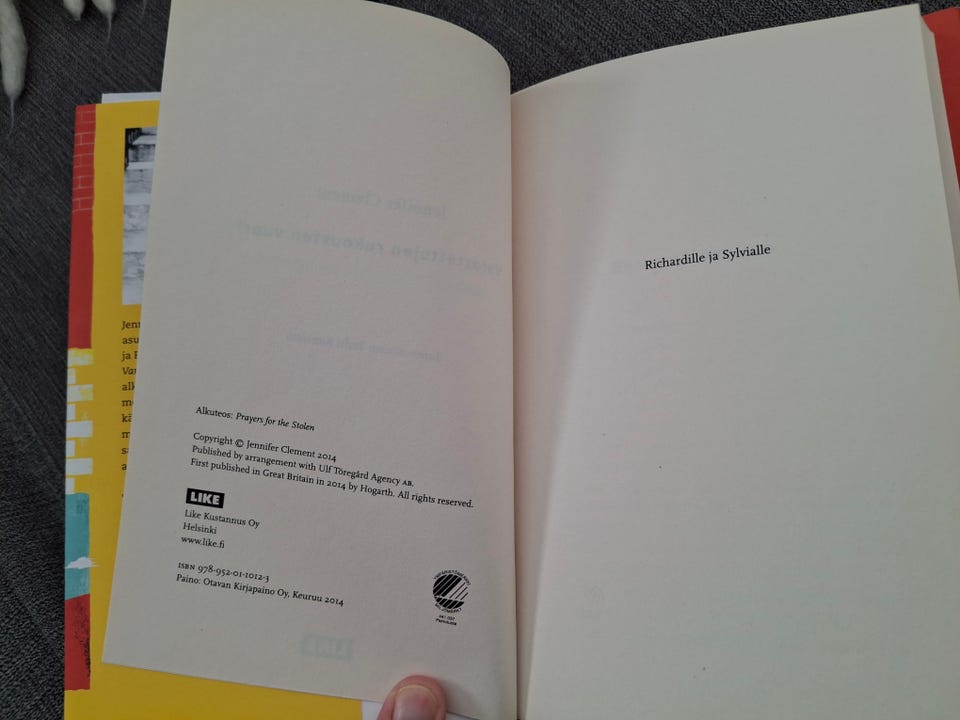 Alkuteos: Prayers for the Stolen
Copyright © Jennifer Clement 2014
Published by arrangement with Ulf Töregård Agency AB.
First published in Great Britain in 2014 by Hogarth. All rights reserved.
LIKE
Like Kustannus Oy
Helsinki
www.like.fi
ISBN 978-952-01-1012-3
Paino: Otavan Kirjapaino Oy, Keuruu 2014
Richardille ja Sylvialle